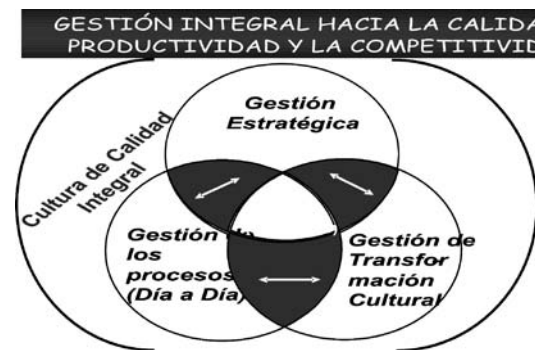 GESTIÓN INTEGRAL HACIA LA CALIDA
PRODUCTIVIDAD Y LA COMPETITIVID
Cultura de Calidad
Integral
Gestión
Estratégica
Gestión de
los
procesos
(Día a Día)
Gestión de
Transfor
mación
Cultural